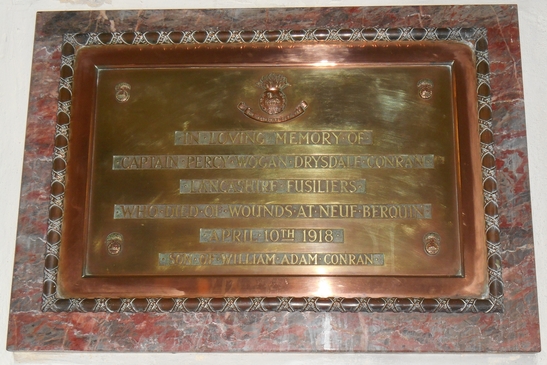 IN·LOVING·MEMORY·OF
CAPTAIN·PERCY·WOGAN·DRYSDALE·CONRAN
LANCASHIRE·FUSILIERS
WHO·DIED·OF·WOUNDS·AT·NEUF·BERQUIN
APRIL·10TH·1918
SON·OF·WILLIAM·ADAM·CONRAN